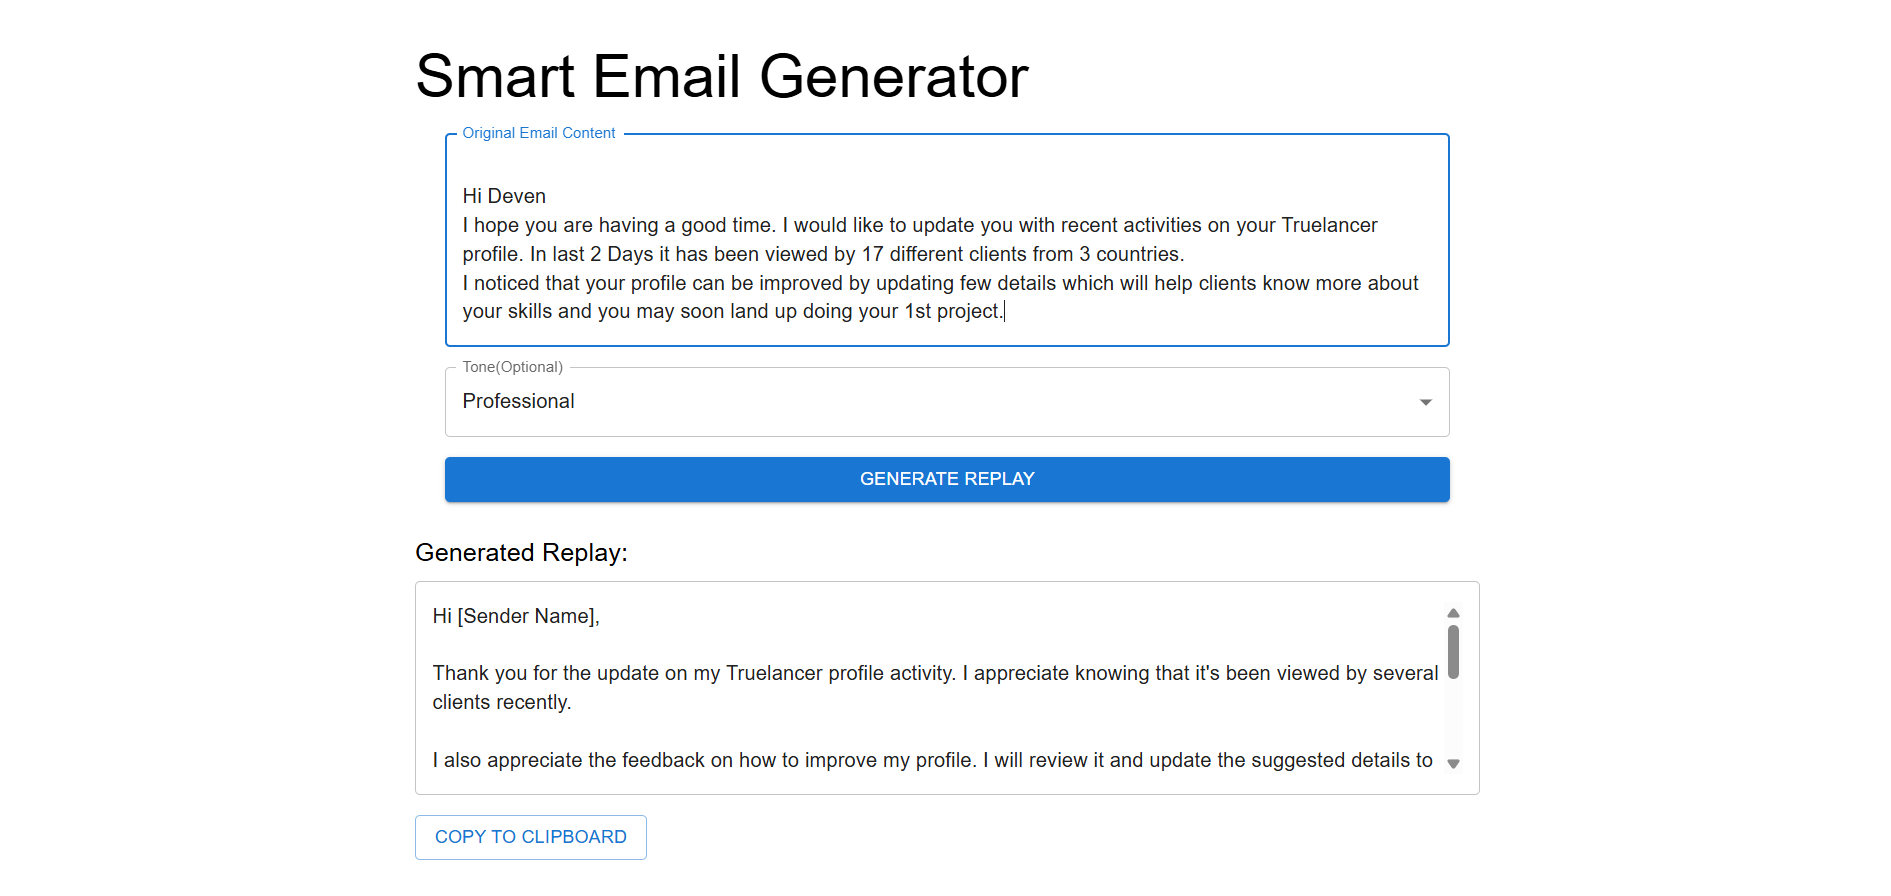 Smart Email Generator
Original Email Content
Hi Deven
I hope you are having a good time. I would like to update you with recent activities on your Truelancer
profile. In last 2 Days it has been viewed by 17 different clients from 3 countries.
I noticed that your profile can be improved by updating few details which will help clients know more about
your skills and you may soon land up doing your 1st project.
Tone(Optional)
Professional
GENERATE REPLAY
Generated Replay:
Hi [Sender Name],
Thank you for the update on my Truelancer profile activity. I appreciate knowing that it's been viewed by several
clients recently.
I also appreciate the feedback on how to improve my profile. I will review it and update the suggested details to
COPY TO CLIPBOARD